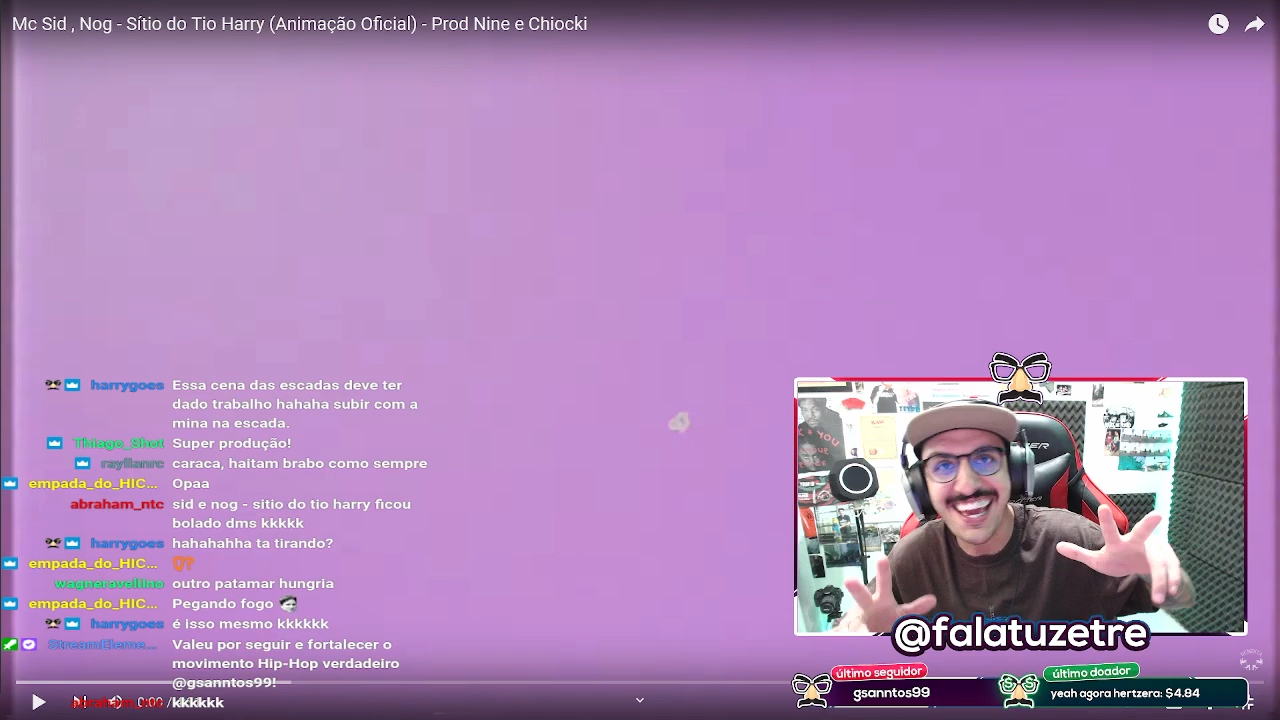 Mc Sid , Nog - Sítio do Tio Harry (Animação Oficial) - Prod Nine e Chiocki
harrygoes Essa cena das escadas deve ter
dado trabalho hahaha subir com a
mina na escada.
Thiago_Shot Super produção!
rayllanrc caraca, haitam brabo como sempre
empada_do_HIC... Opaa
abraham_ntc sid e nog - sitio do tio harry ficou
bolado dms kkkkk
harrygoes hahahahha ta tirando?
empada_do_HIC...
wagneravellino outro patamar hungria
empada_do_HIC... Pegando fogo
harrygoes é isso mesmo kkkkkk
StreamEleme... Valeu por seguir e fortalecer o
movimento Hip-Hop verdadeiro
@gsanntos99!
abraham_ntc kkkkkk
0:00 /
@falatuzetre
último seguidor
gsanntos99
último doador
yeah agora hertzera: $4.84